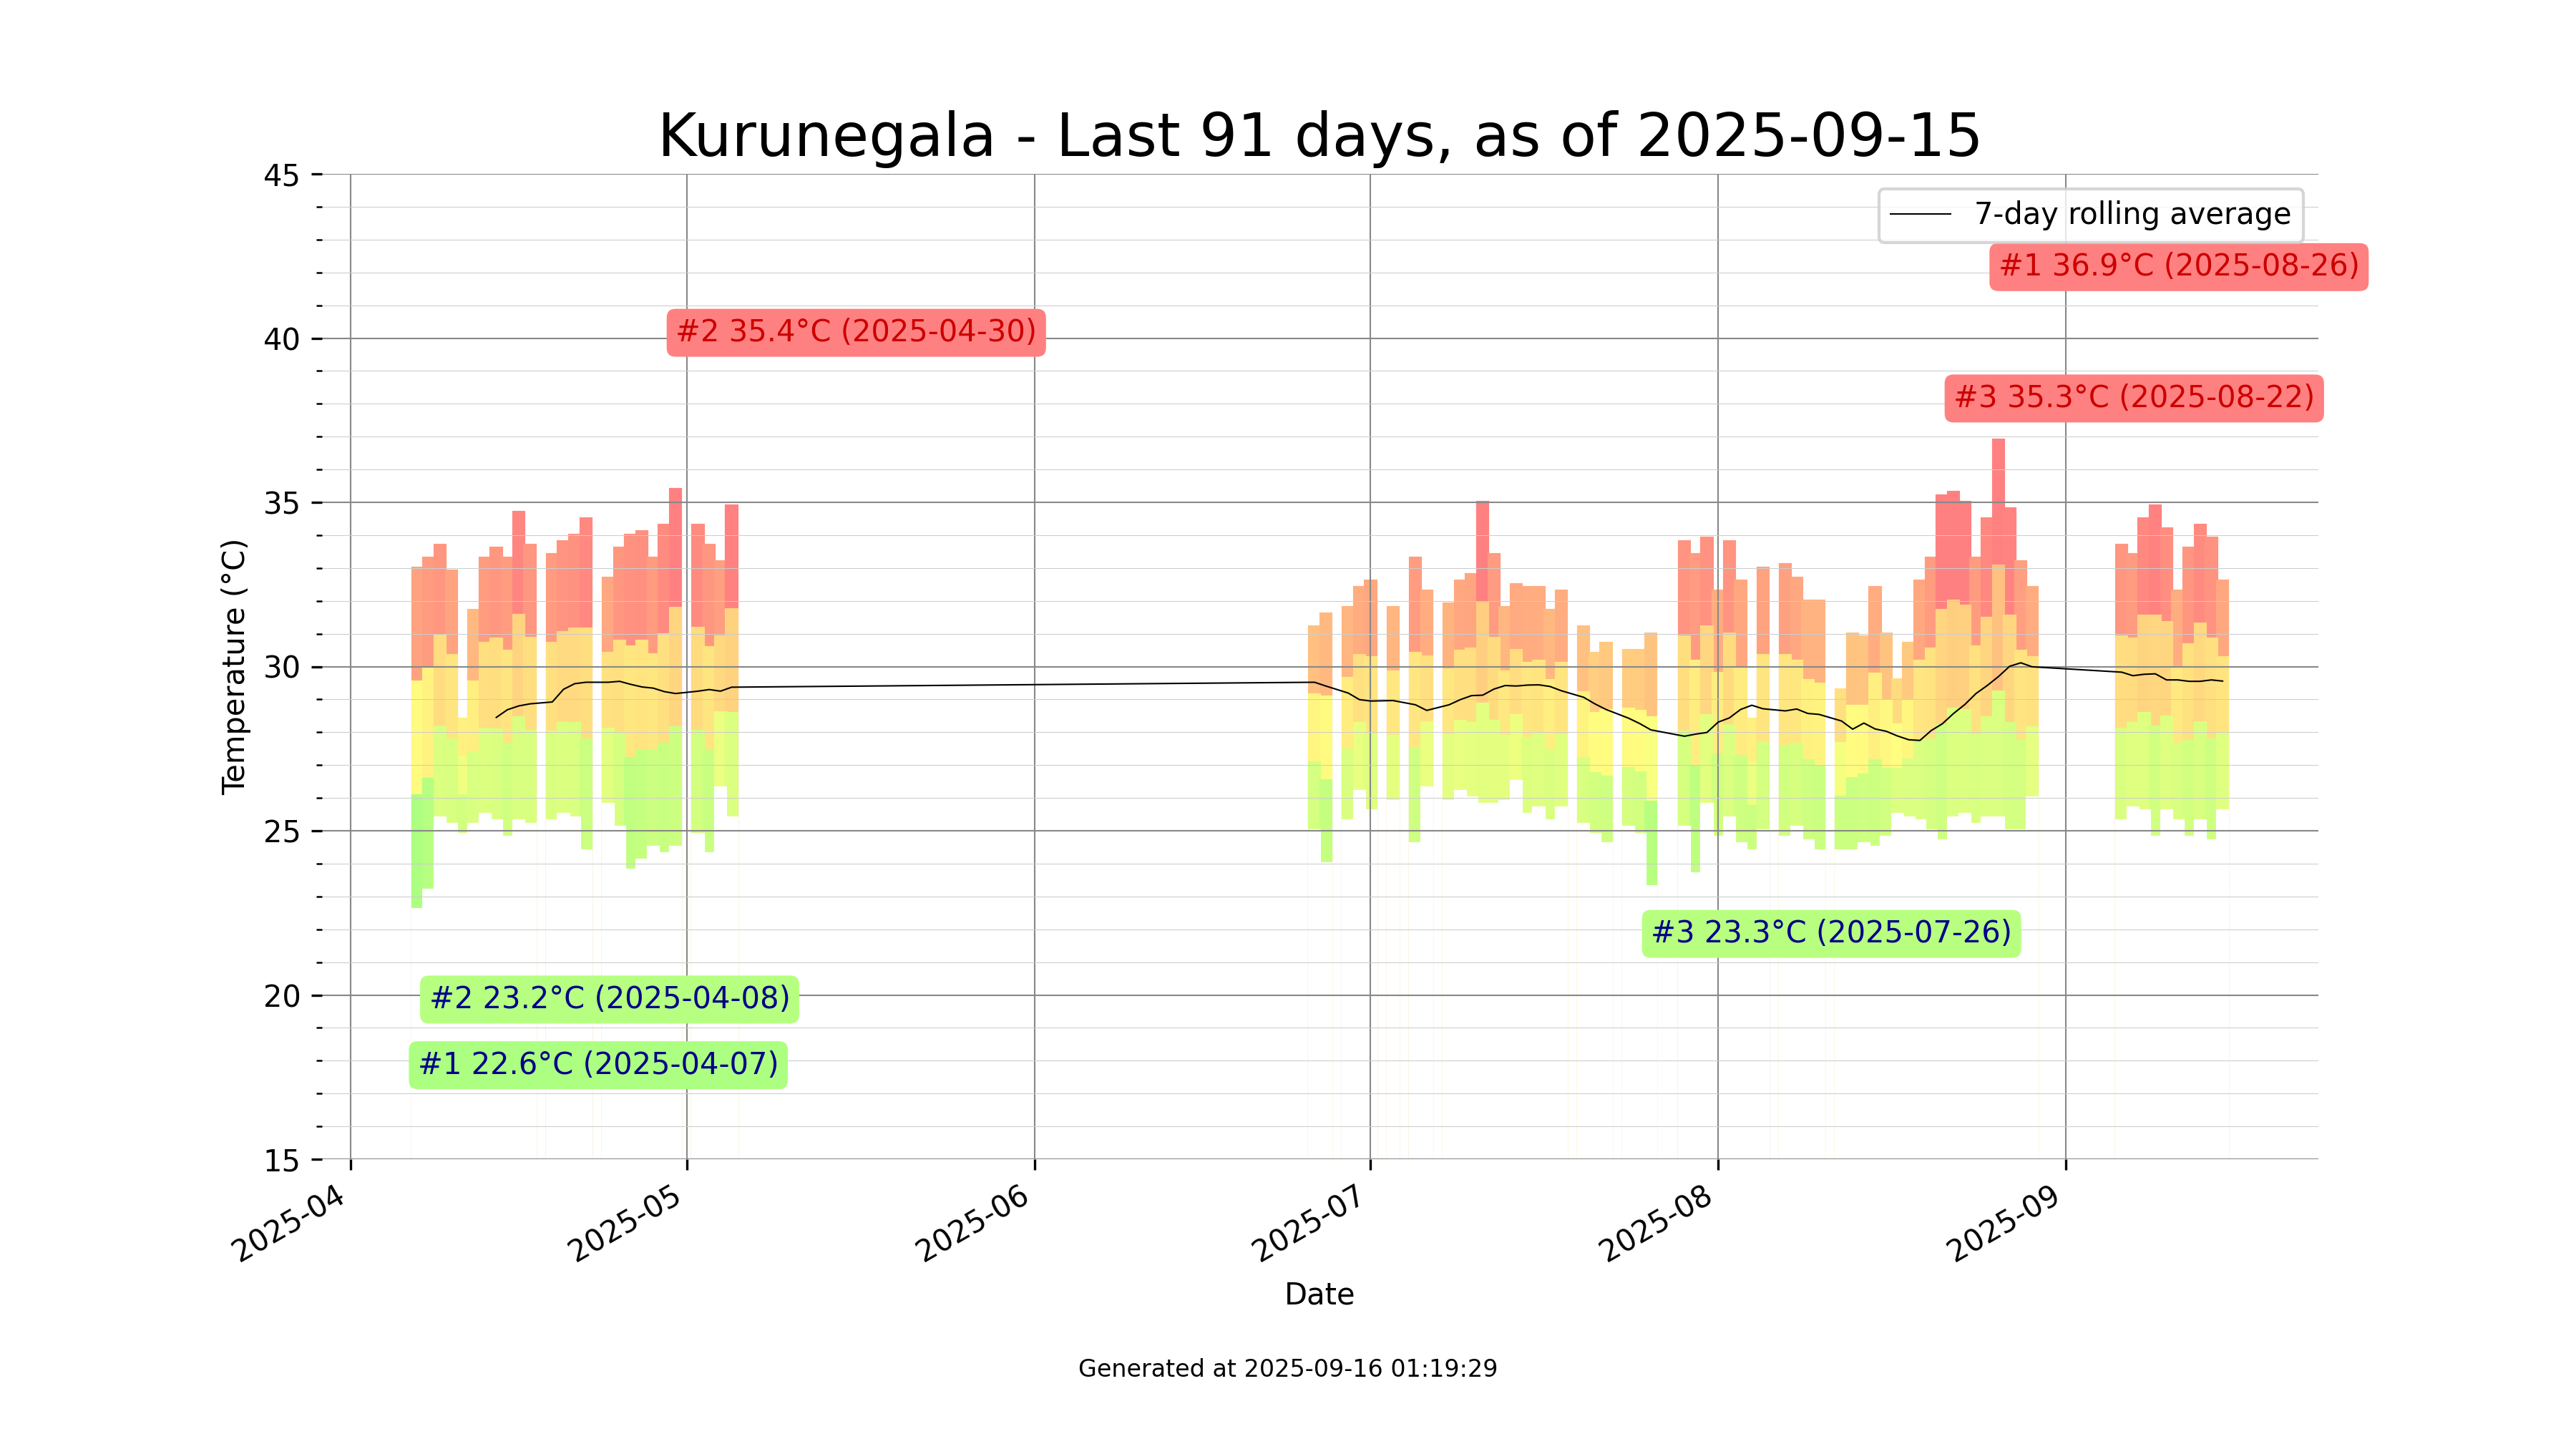 Kurunegala - Last 91 days, as of 2025-09-15
45
40
35
30
25
20
15
Temperature (°C)
7-day rolling average
#1 36.9°C (2025-08-26)
#2 35.4°C (2025-04-30)
#3 35.3°C (2025-08-22)
#3 23.3°C (2025-07-26)
#2 23.2°C (2025-04-08)
#1 22.6°C (2025-04-07)
2025-04
2025-05
2025-06
2025-07
2025-08
2025-09
Date
Generated at 2025-09-16 01:19:29